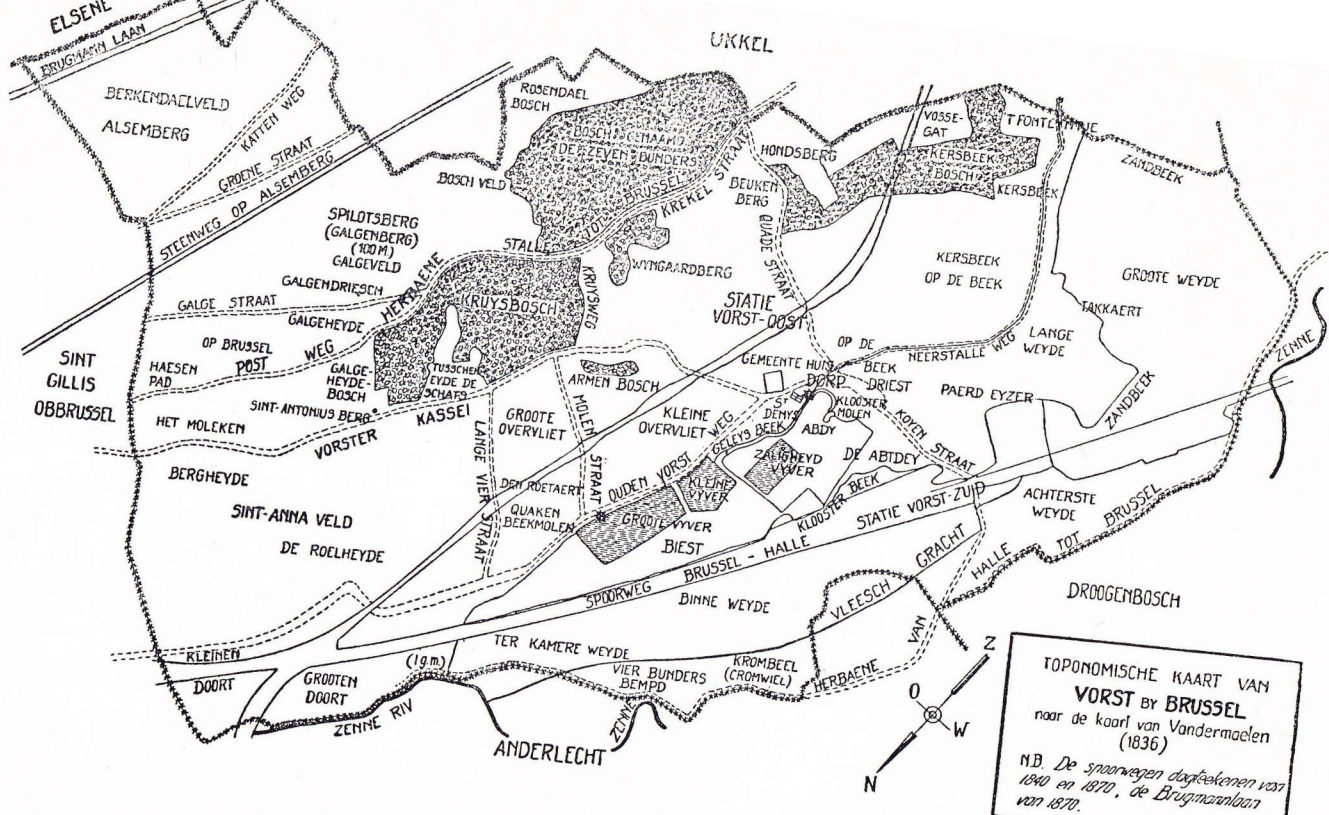 ELSENE
BRUGMANN LAAN
UKKEL
BERKENDAELVELD
ALSEMBERG
KATTEN WEG
GROENE STRAAT
STEENWEG OP ALSEMBERG
ROSENDAEL
BOSCH
BOSCH GENAAMD
DE ZEVEN BUNDERS
BOSCH VELD
HONDSBERG
VOSSE-
GAT
T FONTEINTJE
KERSBEEK
BOSCH
KERSBEEK
ZANDBEEK
BEUKEN
BERG
QUADE STRAAT
SPILOTSBERG
(GALGENBERG)
(100M.)
GALGEVELD
HERBAENE STALLE TOT BRUSSEL
KREKEL STRAAT
WYNGAARDBERG
KERSBEEK
OP DE BEEK
GROOTE WEYDE
GALGENDRIESCH
GALGE STRAAT
GALGEHEYDE
KRUYSBOSCH
KRUYSWEG
STATIE
VORST-OOST
TAKKAERT
ZENNE
SINT
GILLIS
OBBRUSSEL
OP BRUSSEL
POST WEG
HAESEN
PAD
GALGE-
HEYDE-
BOSCH
TUSSCHEN
EYDE DE
SCHAFS
ARMEN BOSCH
GEMEENTE HUIS
OP DE
BEEK
NEERSTALLE WEG
LANGE
WEYDE
DORP
DRIEST
PAERD EYZER
ZANDBEEK
SINT-ANTONIUS BERG
HET MOLEKEN
VORSTER KASSEI
GROOTE
OVERVLIET
MOLEN STRAAT
KLEINE
OVERVLIET
ST
DENYS
KLOOSTER
MOLEN
ABDY
KOYEN STRAAT
BERGHEYDE
LANGE VIER STRAAT
OUDEN VORST WEG
GELEYS BEEK
ZALIGHEYD
VYVER
DE ABTDEY
SINT-ANNA VELD
DE ROELHEYDE
DEN ROETAERT
QUAKEN
BEEKMOLEN
KLEINE
VYVER
GROOTE VYVER
BIEST
KLOOSTER BEEK
STATIE VORST-ZUID
ACHTERSTE
WEYDE
SPOORWEG BRUSSEL - HALLE
BINNE WEYDE
VLEESCH GRACHT
HERBAENE VAN HALLE TOT BRUSSEL
DROOGENBOSCH
KLEINEN
DOORT
GROOTEN
DOORT
(l g.m.)
TER KAMERE WEYDE
VIER BUNDERS
BEMPD
KROMBEEL
(CROMWIEL)
ZENNE RIV
ZENNE
ANDERLECHT
Z
O
W
N
TOPONOMISCHE KAART VAN
VORST BY BRUSSEL
naar de kaart van Vandermaelen
(1836)
N.B. De spoorwegen dagteekenen van
1840 en 1870, de Brugmannlaan
van 1870.